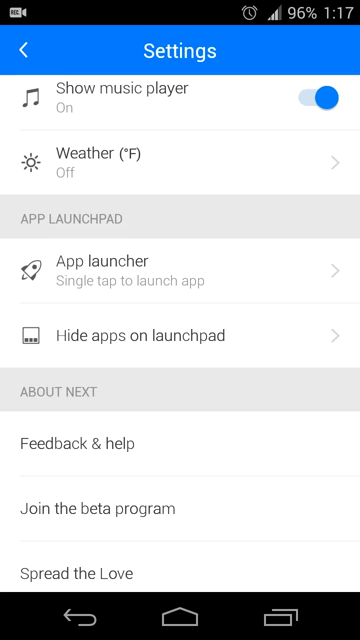 REC
96% 1:17
Settings
Show music player
On
Weather (°F)
Off
APP LAUNCHPAD
App launcher
Single tap to launch app
Hide apps on launchpad
ABOUT NEXT
Feedback & help
Join the beta program
Spread the Love